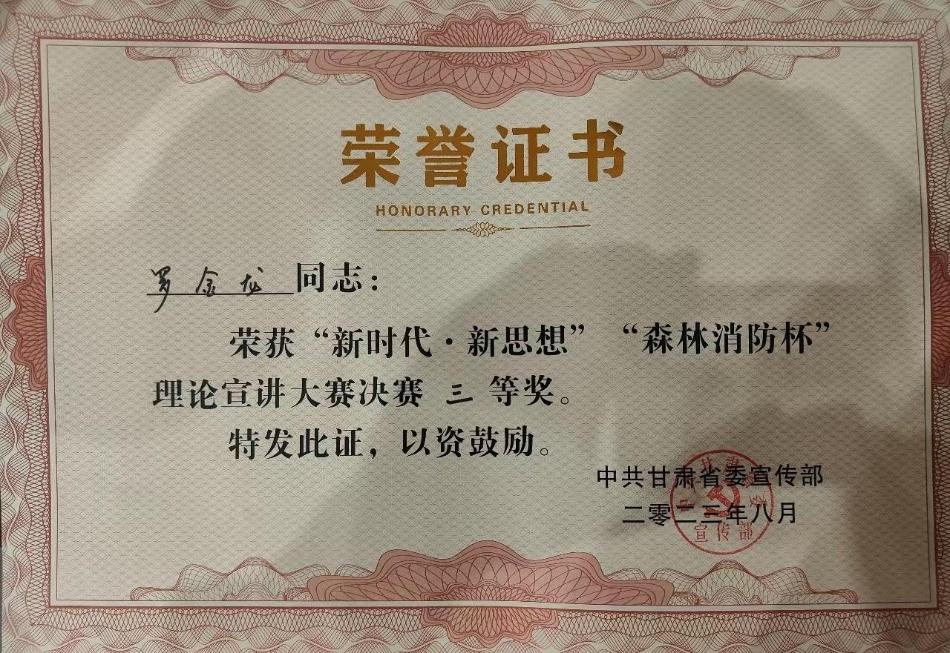 荣誉证书
HONORARY CREDENTIAL
罗金龙 同志：
荣获“新时代·新思想”“森林消防杯”
理论宣讲大赛决赛 三 等奖。
特发此证，以资鼓励。
中共甘肃省委宣传部
二零二三年八月
宣传部